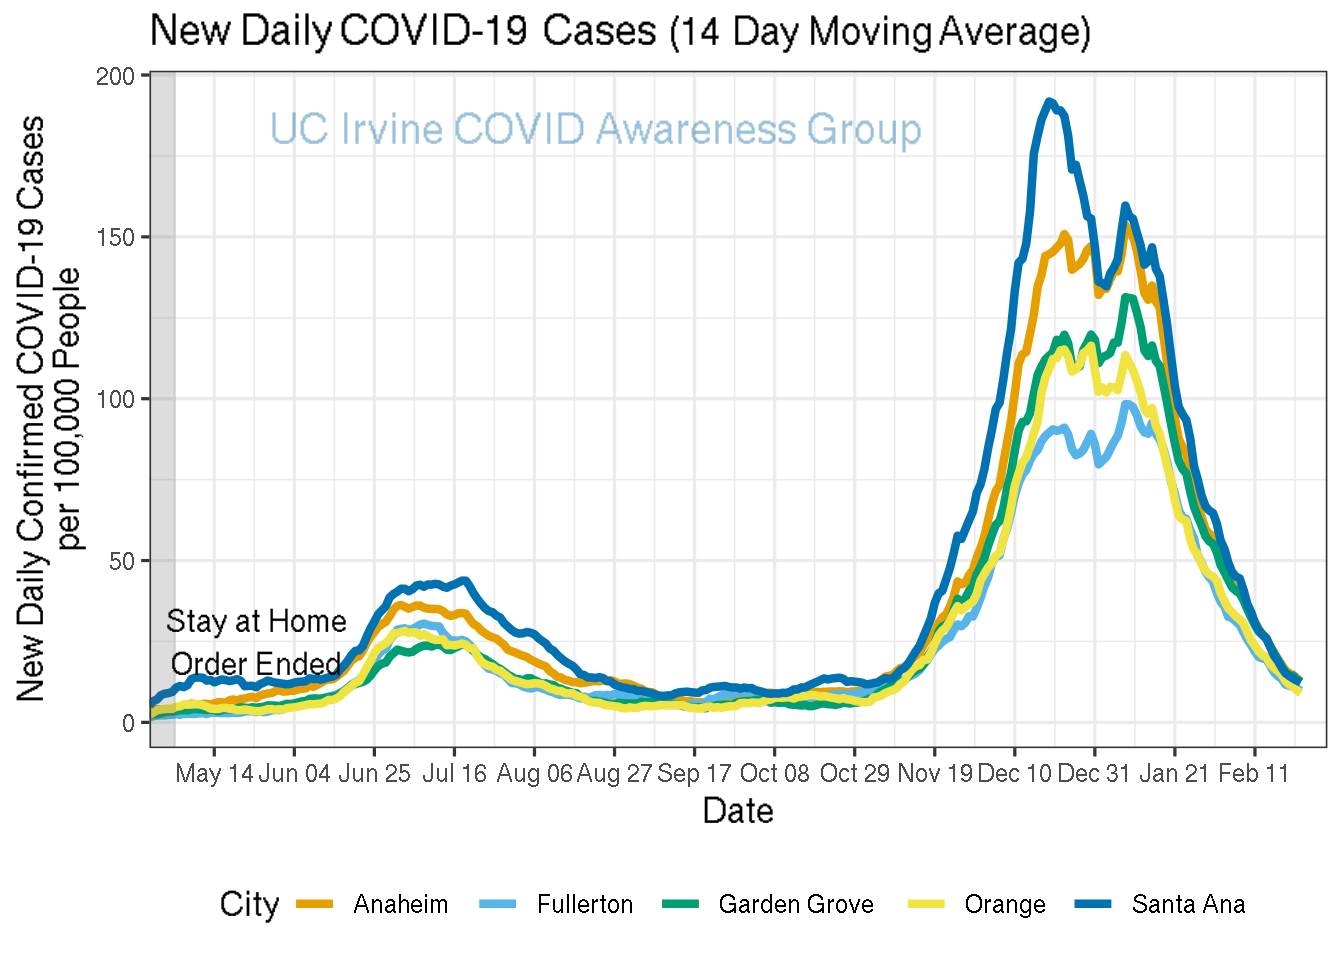 New Daily COVID-19 Cases (14 Day Moving Average)
200
UC Irvine COVID Awareness Group
150
100
50
0
New Daily Confirmed COVID-19 Cases
per 100,000 People
Stay at Home
Order Ended
May 14 Jun 04 Jun 25 Jul 16 Aug 06 Aug 27 Sep 17 Oct 08 Oct 29 Nov 19 Dec 10 Dec 31 Jan 21 Feb 11
Date
City Anaheim Fullerton Garden Grove Orange Santa Ana